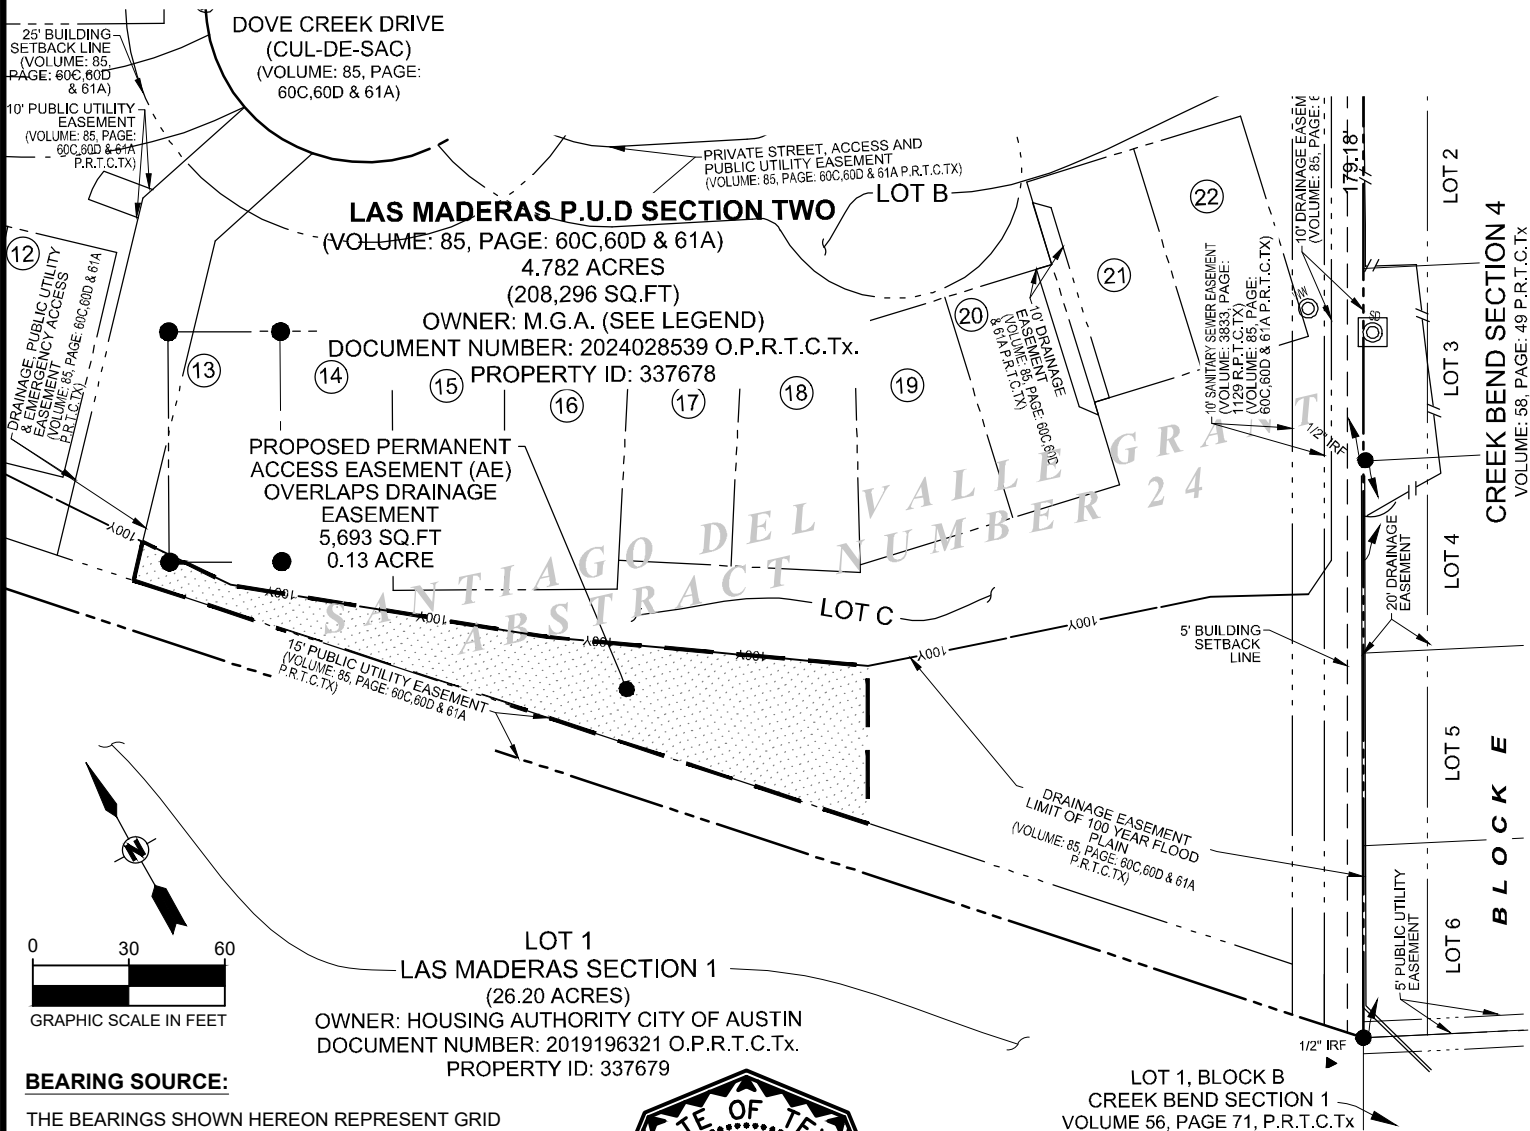 DOVE CREEK DRIVE
(CUL-DE-SAC)
(VOLUME: 85, PAGE:
60C,60D & 61A)
25' BUILDING
SETBACK LINE
(VOLUME: 85,
PAGE: 60C,60D
& 61A)
10' PUBLIC UTILITY
EASEMENT
(VOLUME: 85, PAGE:
60C,60D & 61A
P.R.T.C.TX)
PRIVATE STREET, ACCESS AND
PUBLIC UTILITY EASEMENT
(VOLUME: 85, PAGE: 60C,60D & 61A P.R.T.C.TX)
LOT B
LAS MADERAS P.U.D SECTION TWO
(VOLUME: 85, PAGE: 60C,60D & 61A)
4.782 ACRES
(208,296 SQ.FT)
OWNER: M.G.A. (SEE LEGEND)
DOCUMENT NUMBER: 2024028539 O.P.R.T.C.Tx.
PROPERTY ID: 337678
12
13
14
15
16
17
18
19
20
21
22
DRAINAGE, PUBLIC UTILITY
& EMERGENCY ACCESS
EASEMENT
(VOLUME: 85, PAGE: 60C,60D & 61A
P.R.T.C.TX)
10' DRAINAGE
EASEMENT
(VOLUME: 85, PAGE: 60C,60D
& 61A P.R.T.C.TX)
10' SANITARY SEWER EASEMENT
(VOLUME: 3833, PAGE:
1129 R.P.T.C.TX)
(VOLUME: 85, PAGE:
60C,60D & 61A P.R.T.C.TX)
10' DRAINAGE EASEM
(VOLUME: 85, PAGE: 6
179.18'
WW
1/2" IRF
LOT 2
LOT 3
LOT 4
LOT 5
LOT 6
CREEK BEND SECTION 4
VOLUME: 58, PAGE: 49 P.R.T.C.Tx
BLOCK E
PROPOSED PERMANENT
ACCESS EASEMENT (AE)
OVERLAPS DRAINAGE
EASEMENT
5,693 SQ.FT
0.13 ACRE
SANTIAGO DEL VALLE GRANT
ABSTRACT NUMBER 24
LOT C
100Y
100Y
100Y
100Y
100Y
100Y
100Y
20' DRAINAGE
EASEMENT
5' BUILDING
SETBACK
LINE
15' PUBLIC UTILITY EASEMENT
(VOLUME: 85, PAGE: 60C,60D & 61A
P.R.T.C.TX)
DRAINAGE EASEMENT
LIMIT OF 100 YEAR FLOOD
PLAIN
(VOLUME: 85, PAGE: 60C,60D & 61A
P.R.T.C.TX)
5' PUBLIC UTILITY
EASEMENT
N
0 30 60
GRAPHIC SCALE IN FEET
LOT 1
LAS MADERAS SECTION 1
(26.20 ACRES)
OWNER: HOUSING AUTHORITY CITY OF AUSTIN
DOCUMENT NUMBER: 2019196321 O.P.R.T.C.Tx.
PROPERTY ID: 337679
1/2" IRF
LOT 1, BLOCK B
CREEK BEND SECTION 1
VOLUME 56, PAGE 71, P.R.T.C.Tx
BEARING SOURCE:
THE BEARINGS SHOWN HEREON REPRESENT GRID
TE OF TE